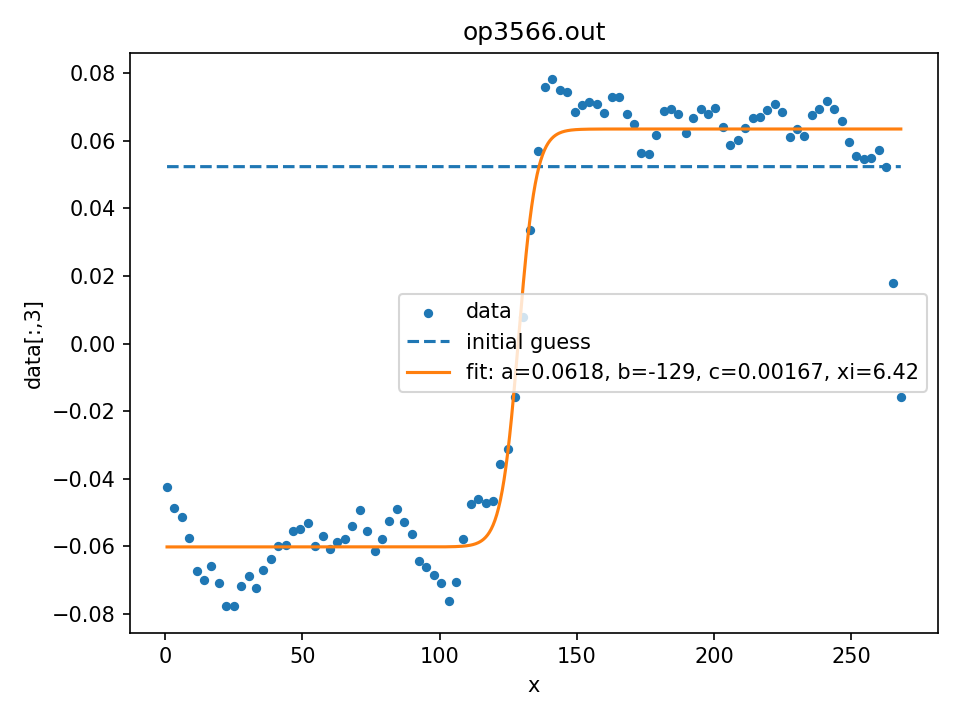 op3566.out
0.08
0.06
0.04
0.02
0.00
−0.02
−0.04
−0.06
−0.08
data[:,3]
data
initial guess
fit: a=0.0618, b=-129, c=0.00167, xi=6.42
0 50 100 150 200 250
x